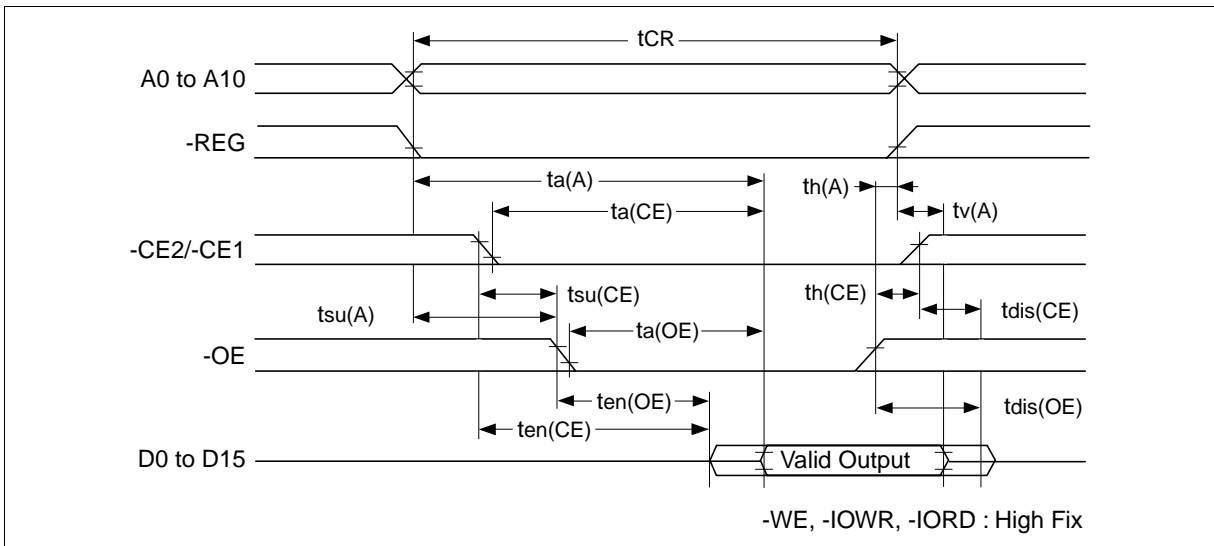 tCR
A0 to A10
-REG
ta(A)
th(A)
ta(CE)
tv(A)
-CE2/-CE1
tsu(CE)
th(CE)
tsu(A)
tdis(CE)
ta(OE)
-OE
ten(OE)
tdis(OE)
ten(CE)
D0 to D15
Valid Output
-WE, -IOWR, -IORD : High Fix